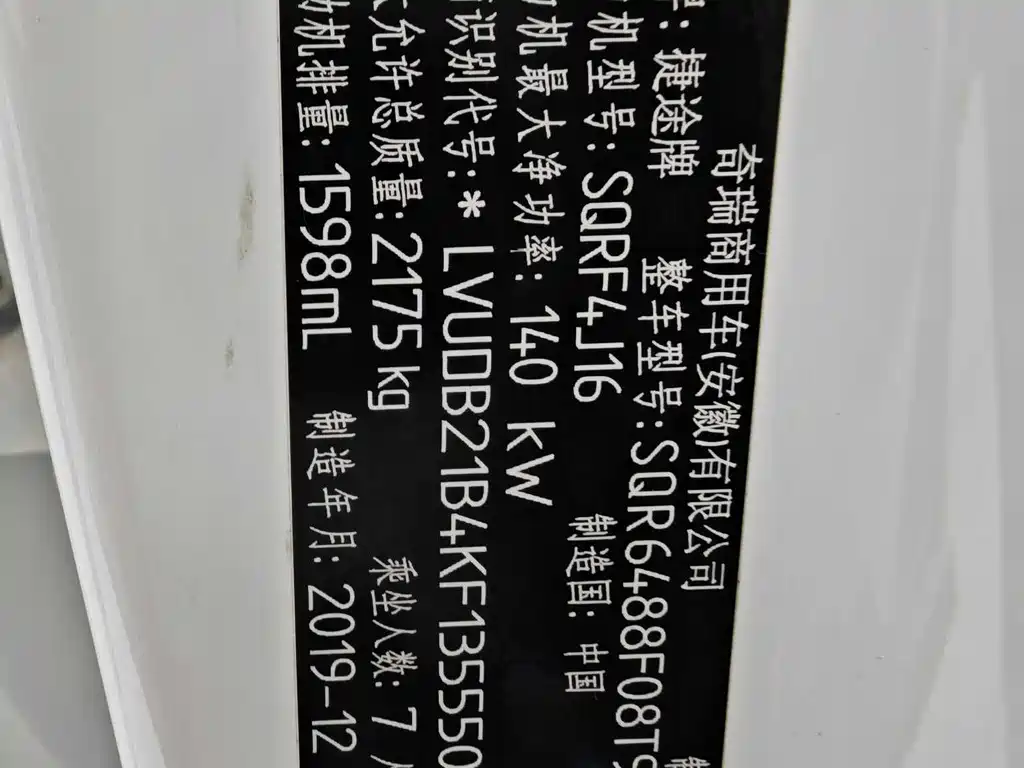 奇瑞商用车(安徽)有限公司
捷途牌 整车型号:SQR6488F08T
机型号:SQRF4J16 制造国:中国
机最大净功率:140 kW
识别代号:* LVUDB21B4KF135550
允许总质量:2175kg 乘坐人数:7
机排量:1598mL 制造年月:2019-12